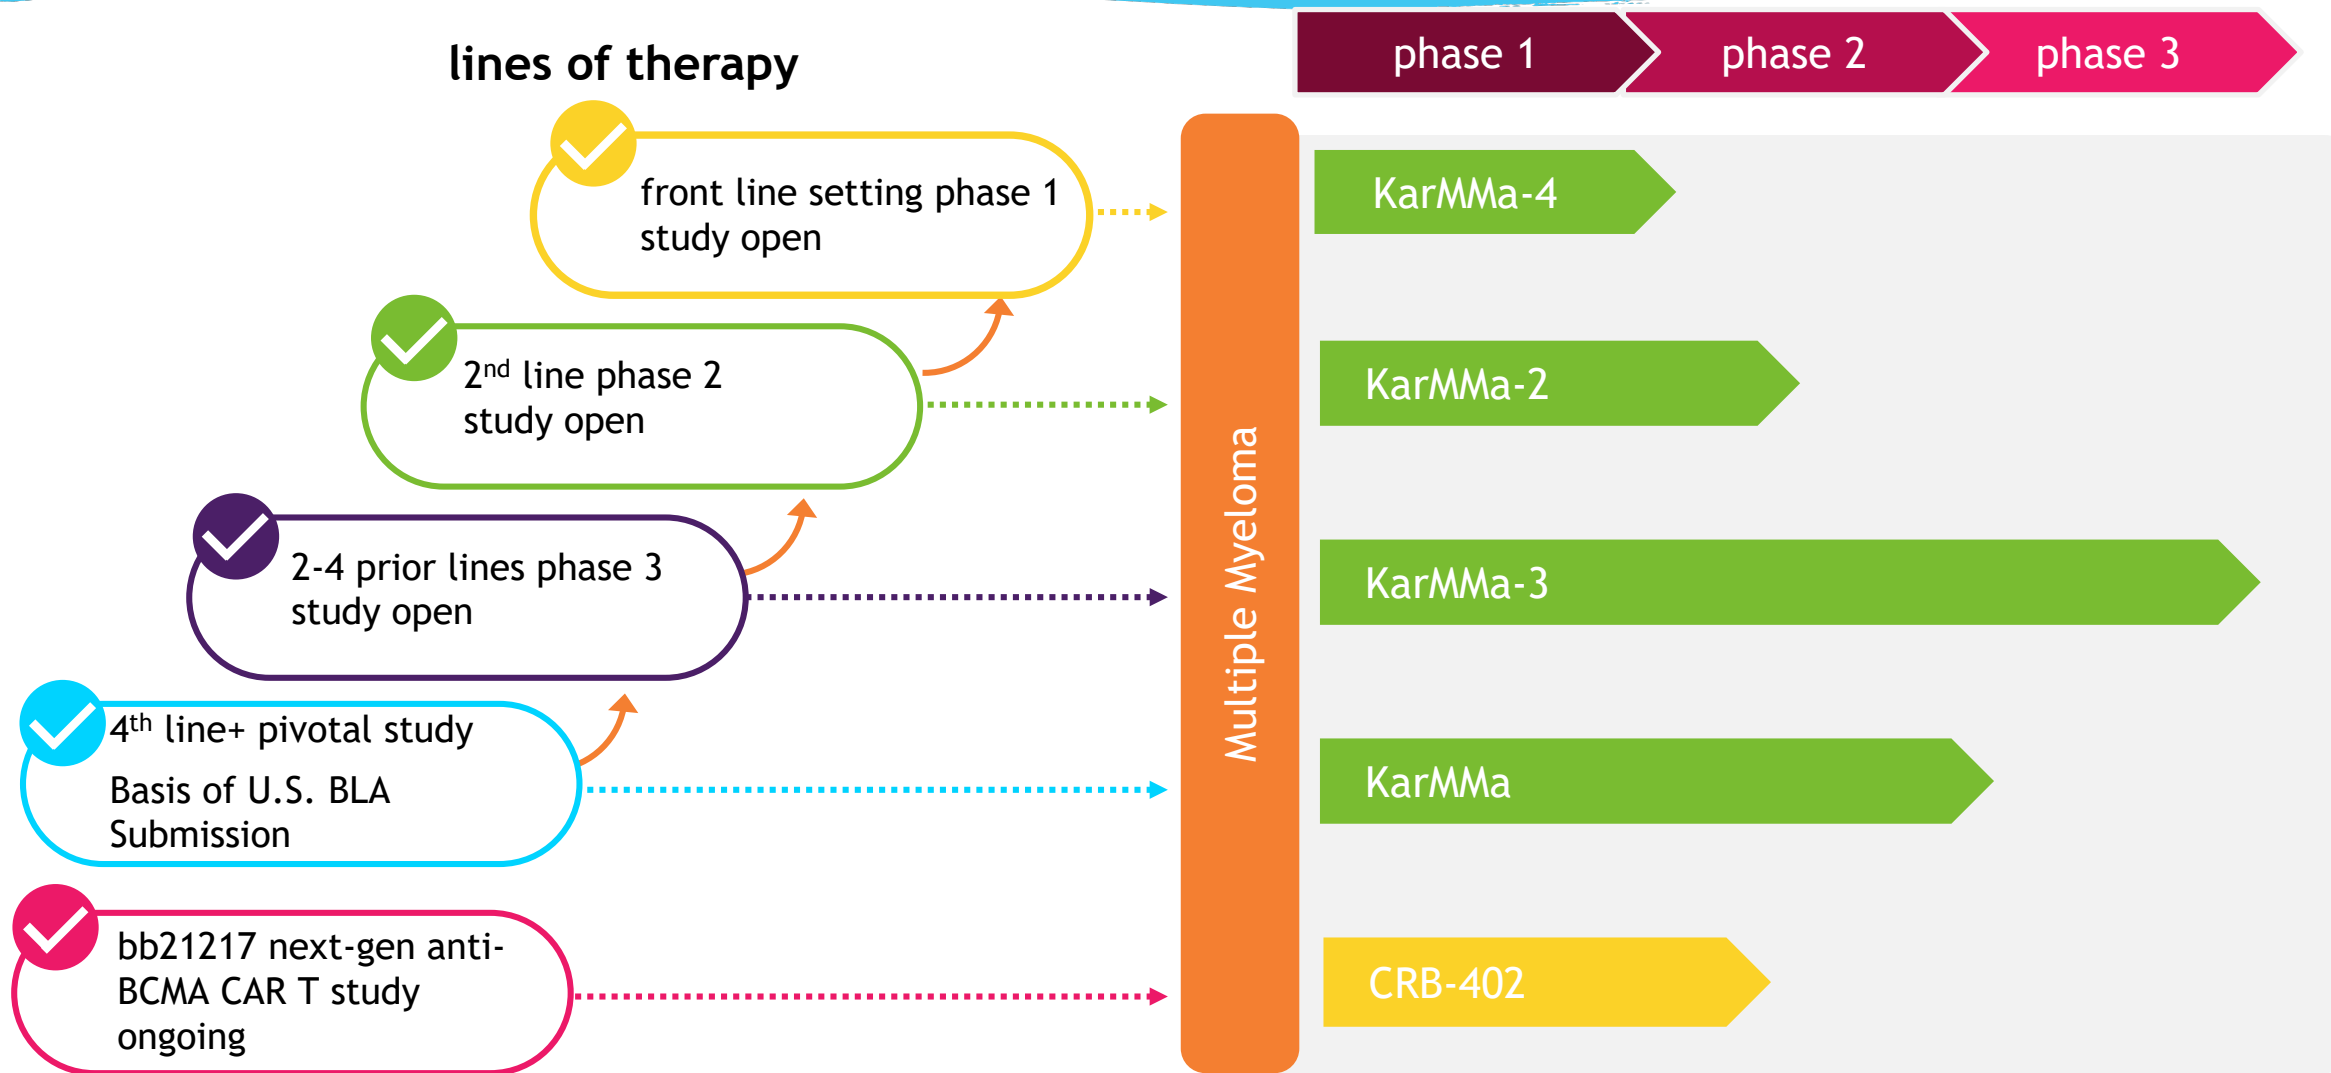 lines of therapy
phase 1
phase 2
phase 3
front line setting phase 1
study open
2nd line phase 2
study open
2-4 prior lines phase 3
study open
4th line+ pivotal study
Basis of U.S. BLA
Submission
bb21217 next-gen anti-
BCMA CAR T study
ongoing
Multiple Myeloma
KarMMa-4
KarMMa-2
KarMMa-3
KarMMa
CRB-402